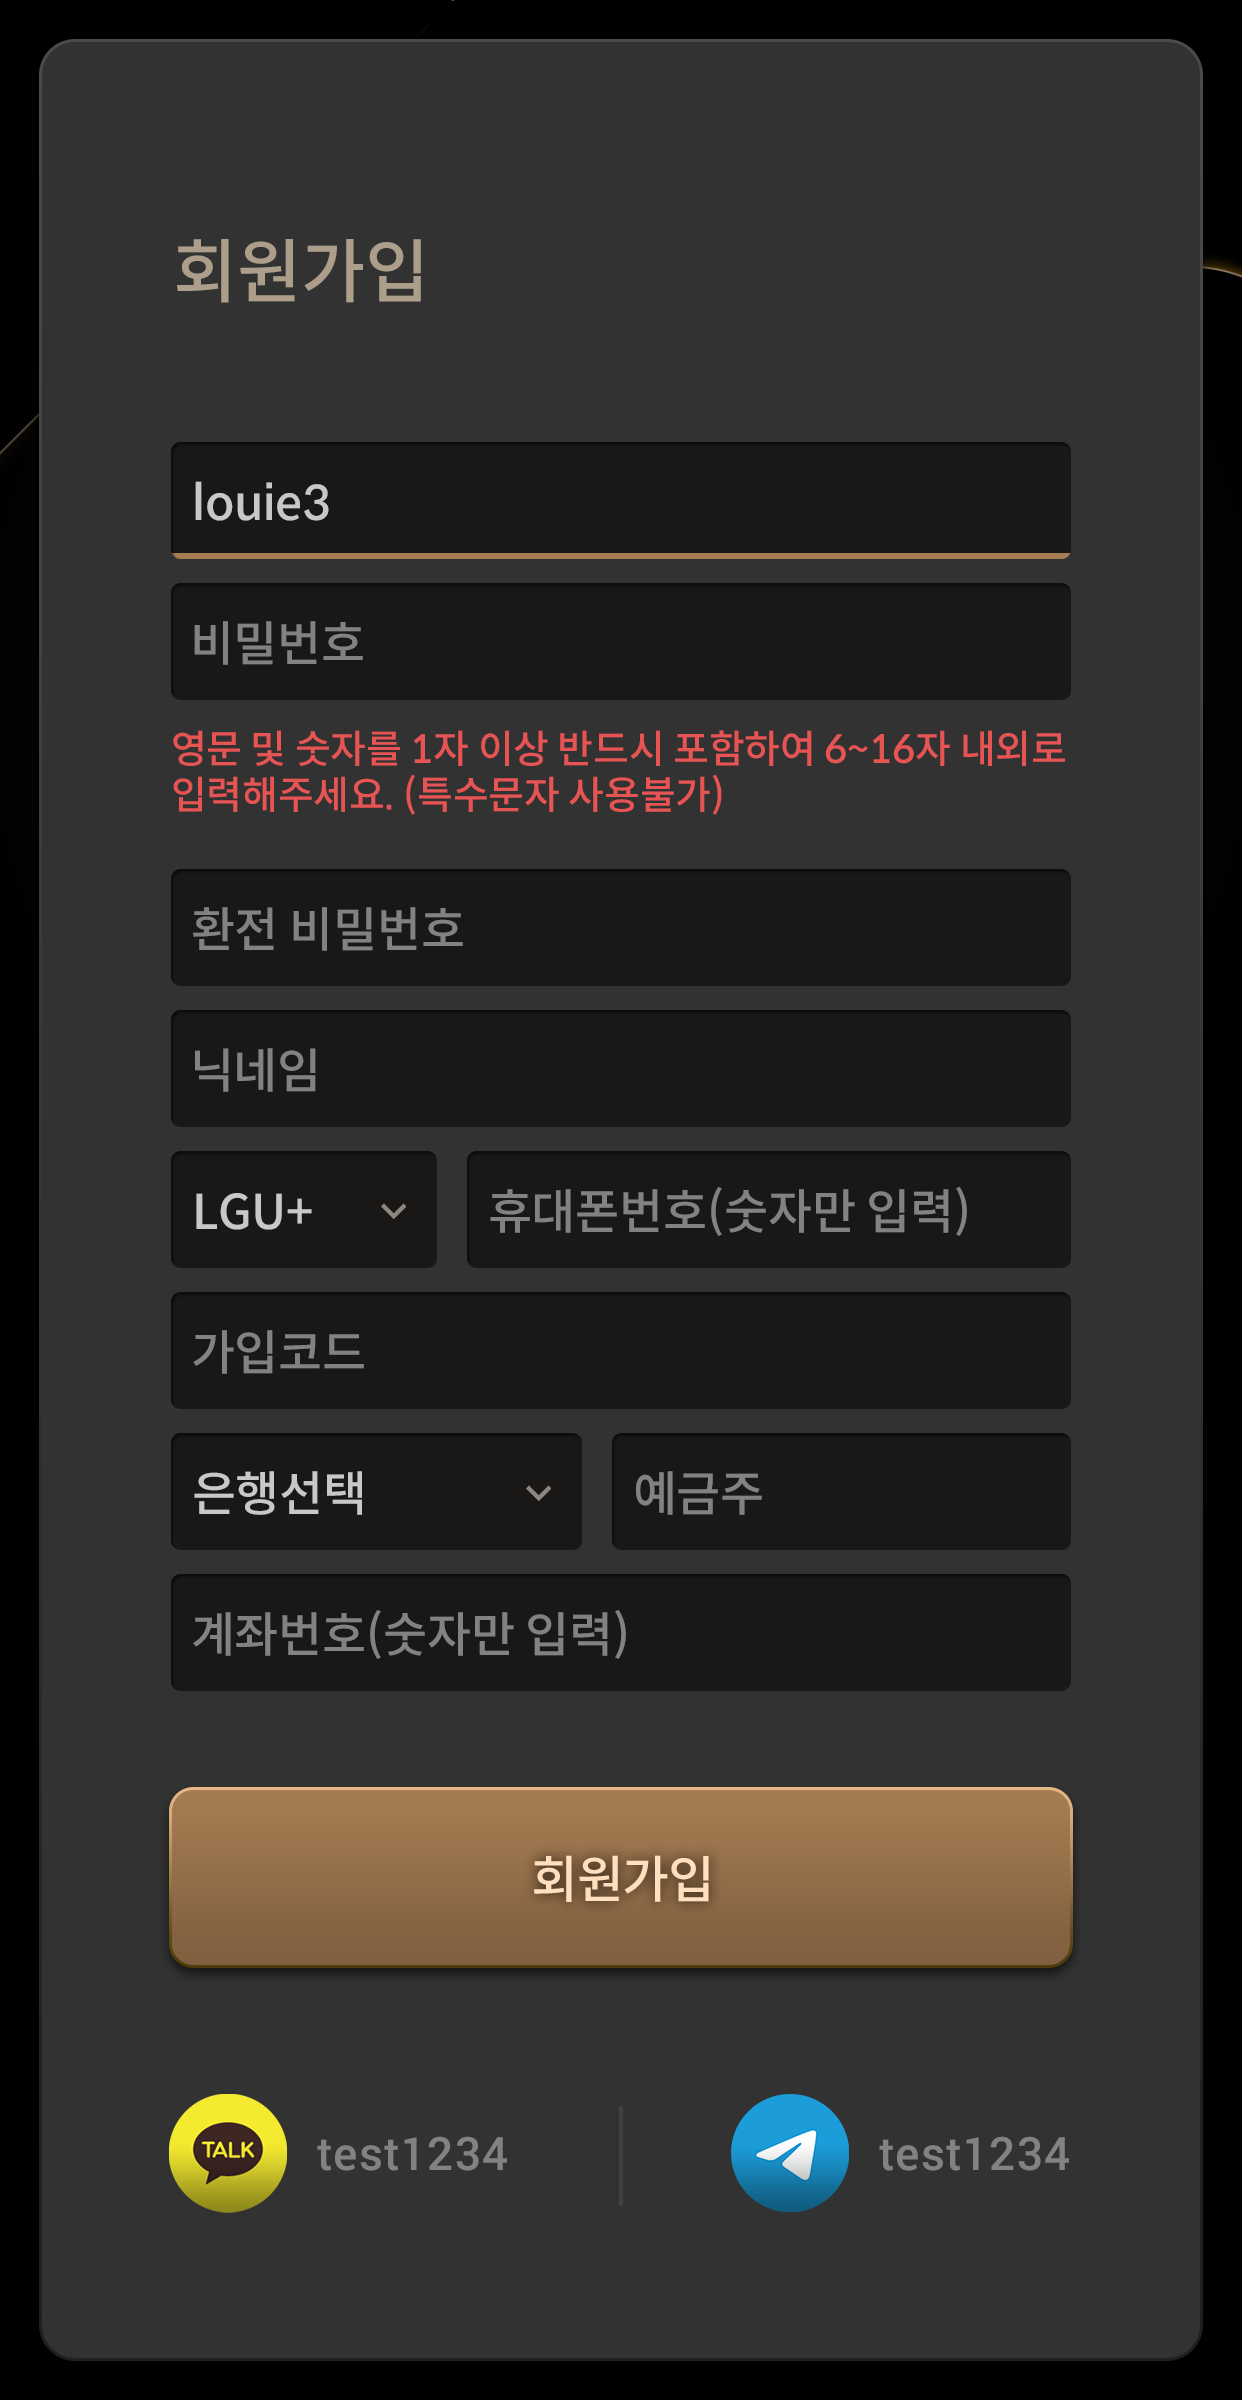 회원가입
louie3
비밀번호
영문 및 숫자를 1자 이상 반드시 포함하여 6~16자 내외로
입력해주세요. (특수문자 사용불가)
환전 비밀번호
닉네임
LGU+ 휴대폰번호(숫자만 입력)
가입코드
은행선택 예금주
계좌번호(숫자만 입력)
회원가입
TALK test1234 test1234